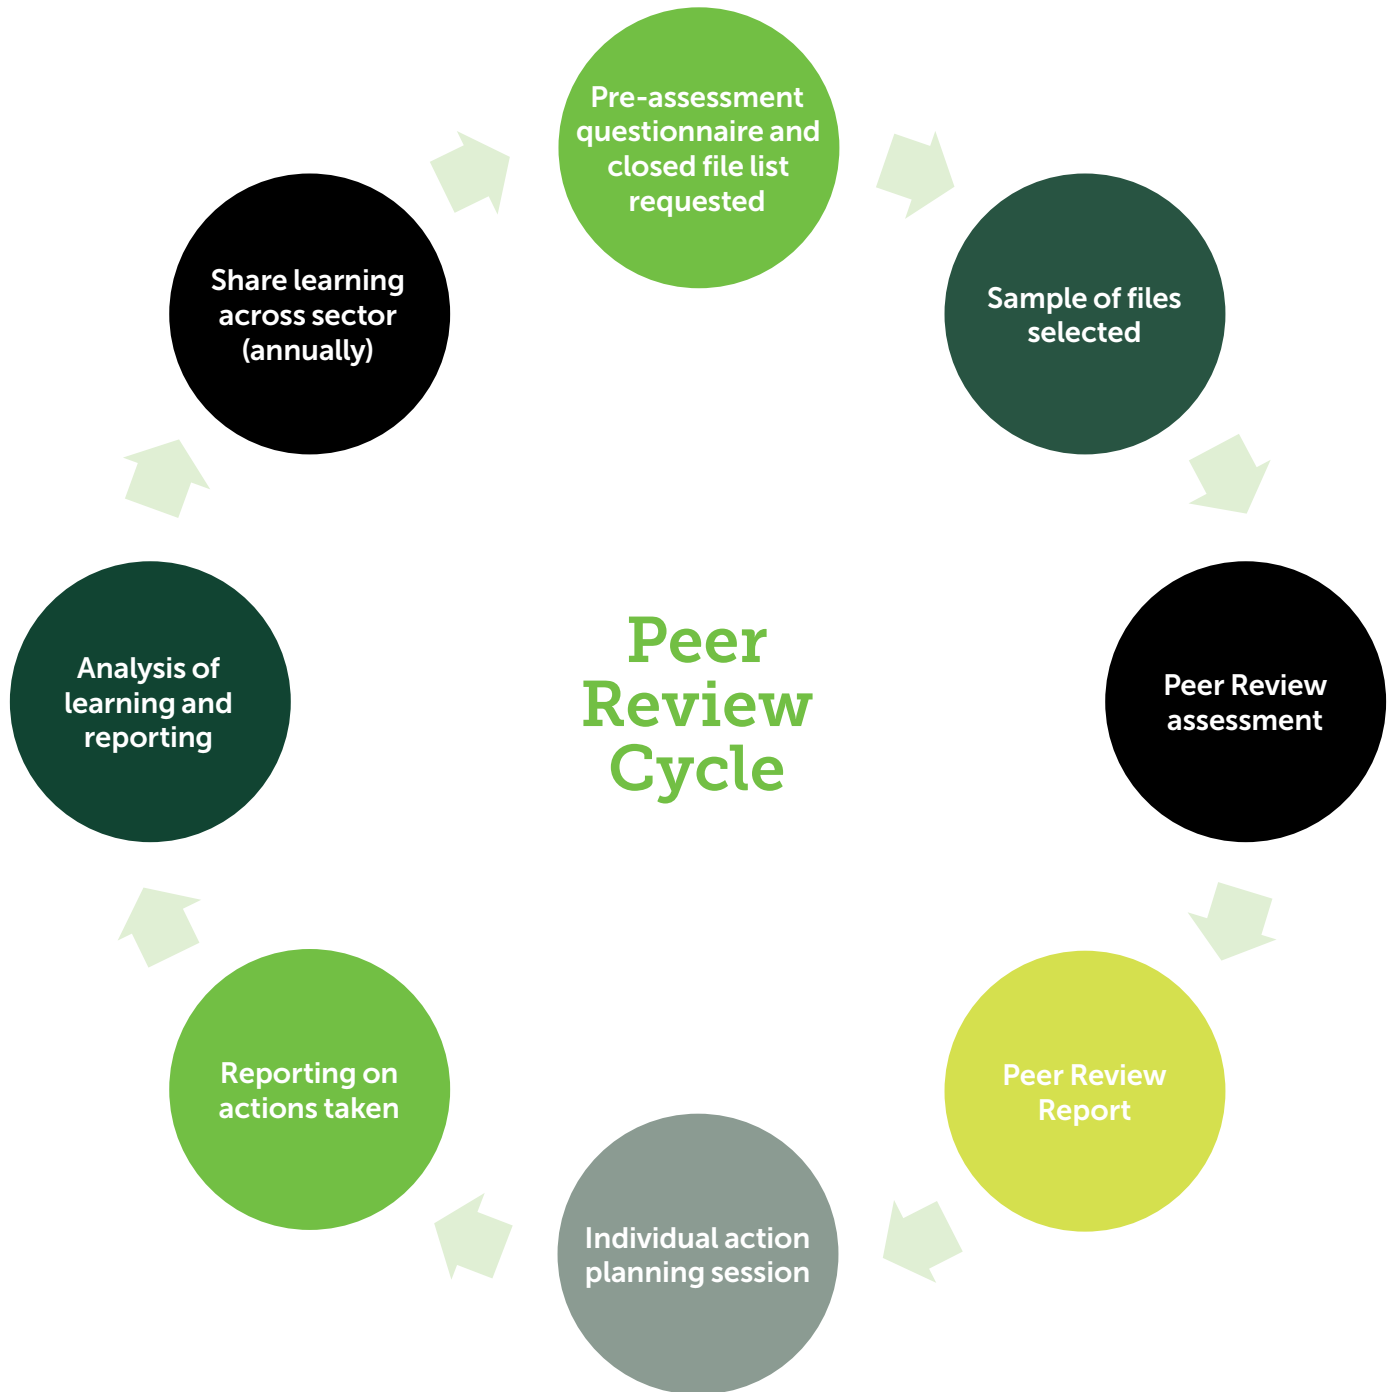 Pre-assessment
questionnaire and
closed file list
requested
Sample of files
selected
Peer Review
assessment
Peer Review
Report
Individual action
planning session
Reporting on
actions taken
Analysis of
learning and
reporting
Share learning
across sector
(annually)
Peer
Review
Cycle